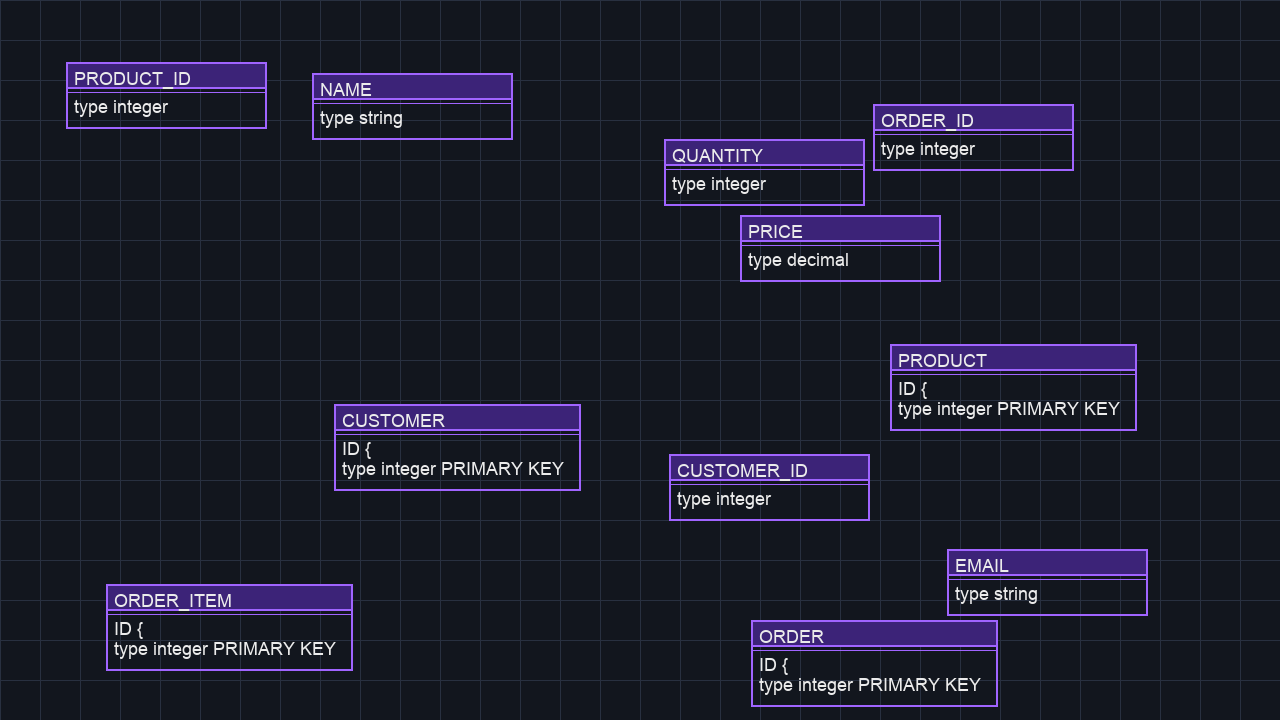 PRODUCT_ID
type integer
NAME
type string
ORDER_ID
type integer
QUANTITY
type integer
PRICE
type decimal
PRODUCT
ID {
type integer PRIMARY KEY
CUSTOMER
ID {
type integer PRIMARY KEY
CUSTOMER_ID
type integer
EMAIL
type string
ORDER_ITEM
ID {
type integer PRIMARY KEY
ORDER
ID {
type integer PRIMARY KEY